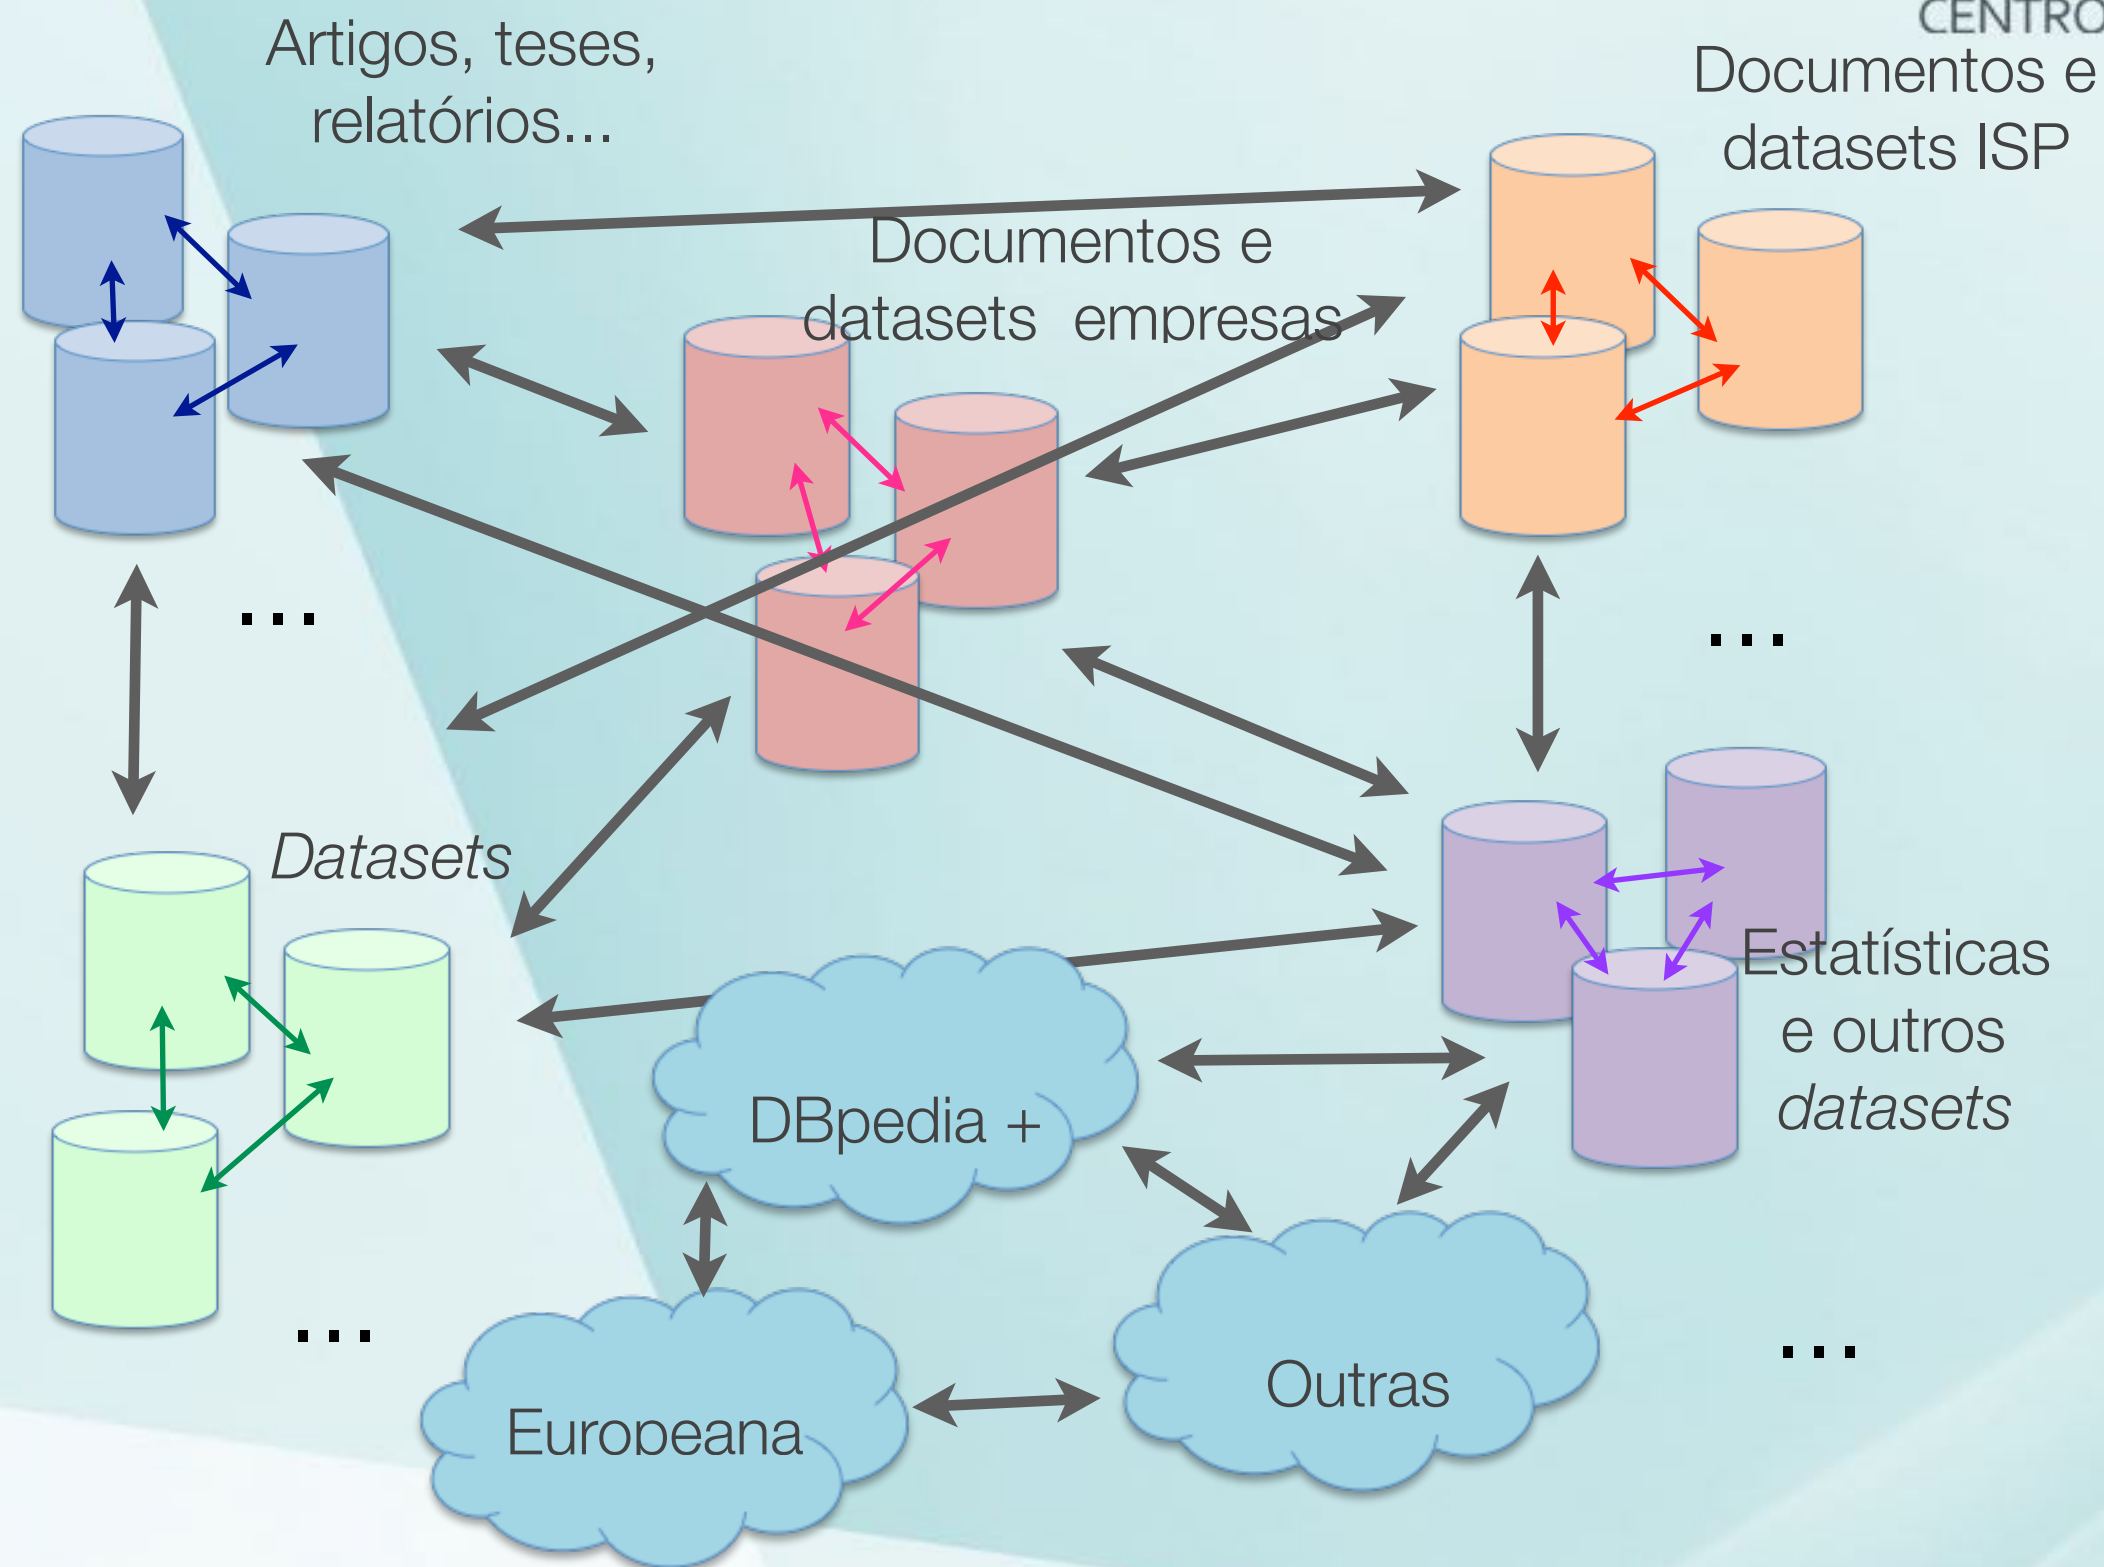 CENTRO
Artigos, teses,
relatórios...
Documentos e
datasets ISP
Documentos e
datasets  empresas
...
...
Datasets
Estatísticas
e outros
datasets
DBpedia +
...
...
Outras
Europeana